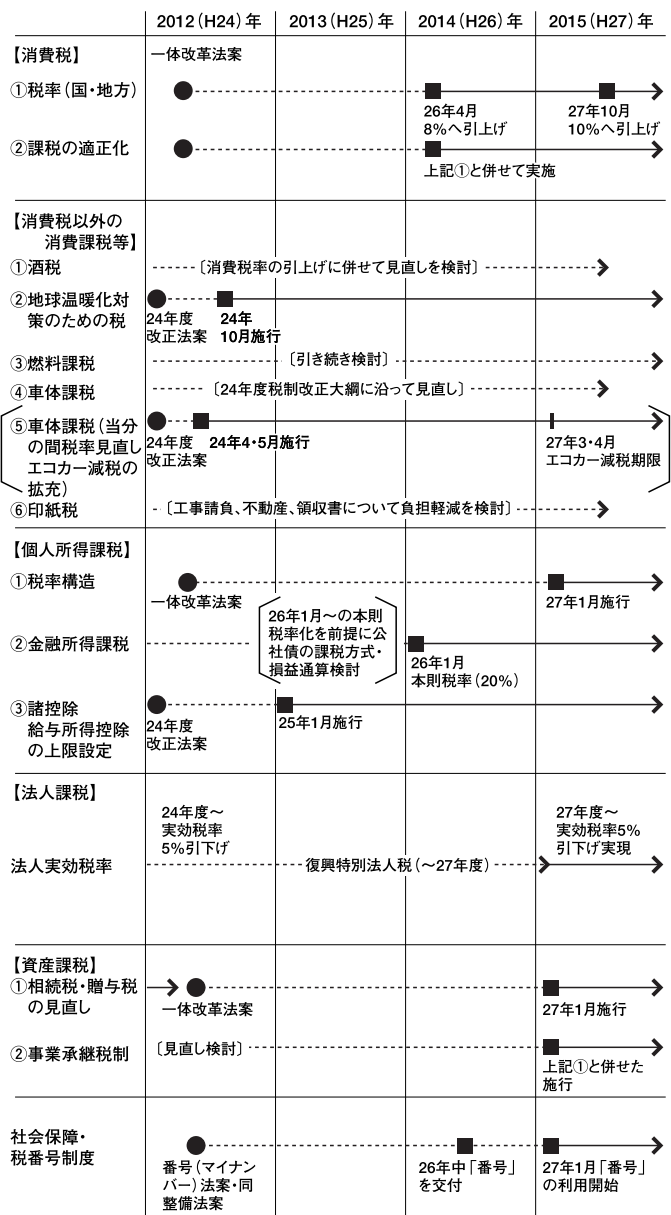 2012（H24）年 2013（H25）年 2014（H26）年 2015（H27）年
【消費税】
一体改革法案
①税率（国・地方）
26年4月
8%へ引上げ
27年10月
10%へ引上げ
②課税の適正化
上記①と併せて実施
【消費税以外の
消費課税等】
①酒税
〔消費税率の引上げに併せて見直しを検討〕
②地球温暖化対
策のための税
24年度
改正法案
24年
10月施行
③燃料課税
〔引き続き検討〕
④車体課税
〔24年度税制改正大綱に沿って見直し〕
⑤車体課税（当分
の間税率見直し
エコカー減税の
拡充）
24年度
改正法案
24年4・5月施行
27年3・4月
エコカー減税期限
⑥印紙税
〔工事請負、不動産、領収書について負担軽減を検討〕
【個人所得課税】
①税率構造
一体改革法案
27年1月施行
②金融所得課税
26年1月〜の本則
税率化を前提に公
社債の課税方式・
損益通算検討
26年1月
本則税率（20%）
③諸控除
給与所得控除
の上限設定
24年度
改正法案
25年1月施行
【法人課税】
24年度〜
実効税率
5%引下げ
27年度〜
実効税率5%
引下げ実現
法人実効税率
復興特別法人税（〜27年度）
【資産課税】
①相続税・贈与税
の見直し
一体改革法案
27年1月施行
②事業承継税制
〔見直し検討〕
上記①と併せた
施行
社会保障・
税番号制度
番号（マイナン
バー）法案・同
整備法案
26年中「番号」
を交付
27年1月「番号」
の利用開始